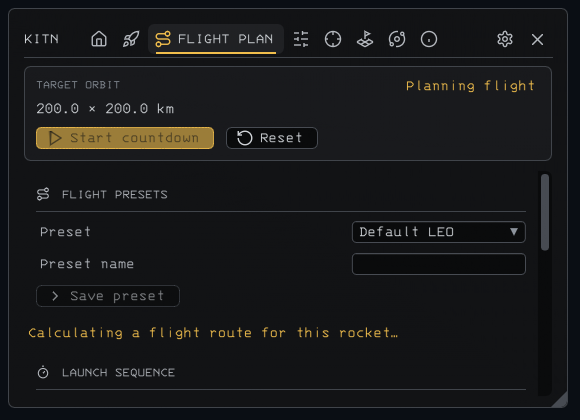 KITN
FLIGHT PLAN
TARGET ORBIT
Planning flight
200.0 × 200.0 km
Start countdown
Reset
FLIGHT PRESETS
Preset
Default LEO
Preset name
Save preset
Calculating a flight route for this rocket…
LAUNCH SEQUENCE